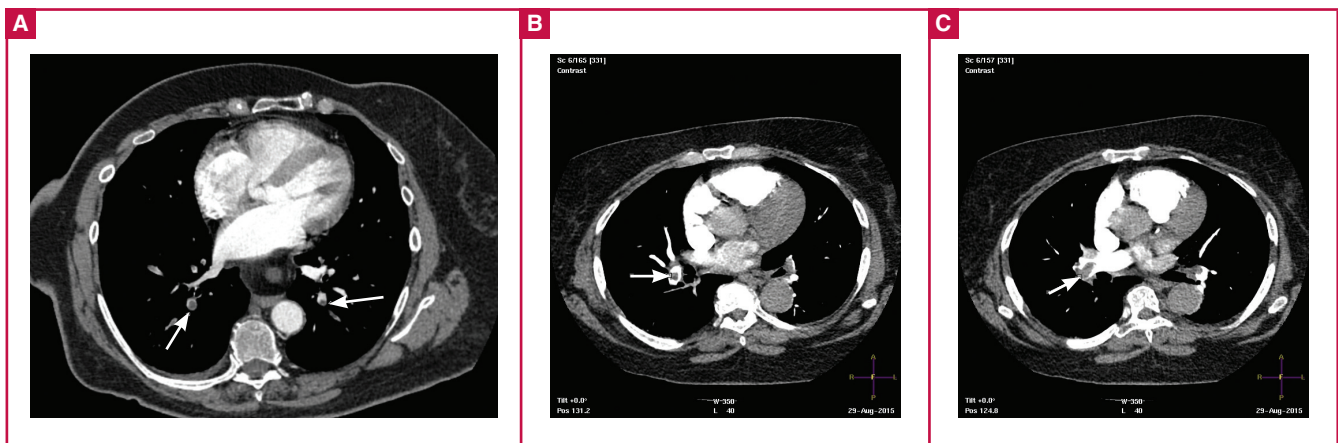 A
B
C
Sc 6/165 [331]
Contrast
Sc 6/157 [331]
Contrast
A
R F L
P
A
R F L
P
Tilt +0.0°
Pos 131.2
W 350
L 40
29-Aug-2015
Tilt +0.0°
Pos 124.8
W 350
L 40
29-Aug-2015